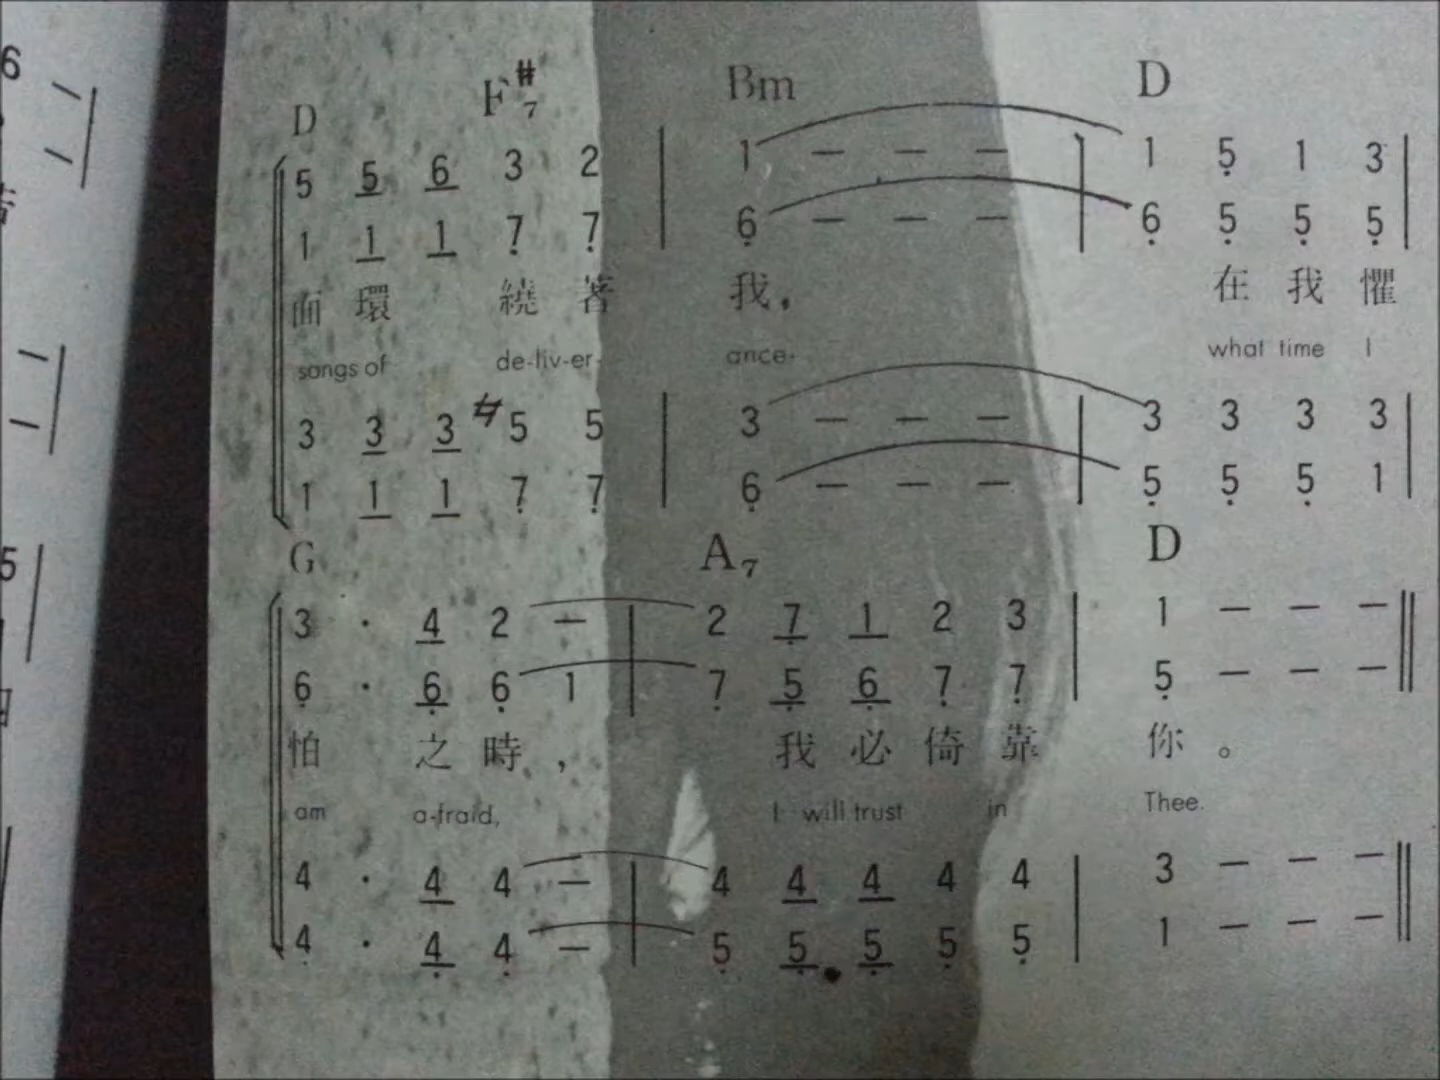 D F#7 Bm D
5 5 6 3 2 | 1 — — — | 1 5 1 3 |
1 1 1 7 7 | 6 — — — | 6 5 5 5 |
面 環 繞 著 我， 在 我 懼
songs of de-liv-er- ance. what time I
3 3 3 ♮5 5 | 3 — — — | 3 3 3 3 |
1 1 1 7 7 | 6 — — — | 5 5 5 1 |
G A7 D
3 · 4 2 — | 2 7 1 2 3 | 1 — — — ‖
6 · 6 6 1 | 7 5 6 7 7 | 5 — — — ‖
怕 之 時， 我 必 倚 靠 你。
am a-fraid, I will trust in Thee.
4 · 4 4 — | 4 4 4 4 4 | 3 — — — ‖
4 · 4 4 — | 5 5 5 5 5 | 1 — — — ‖